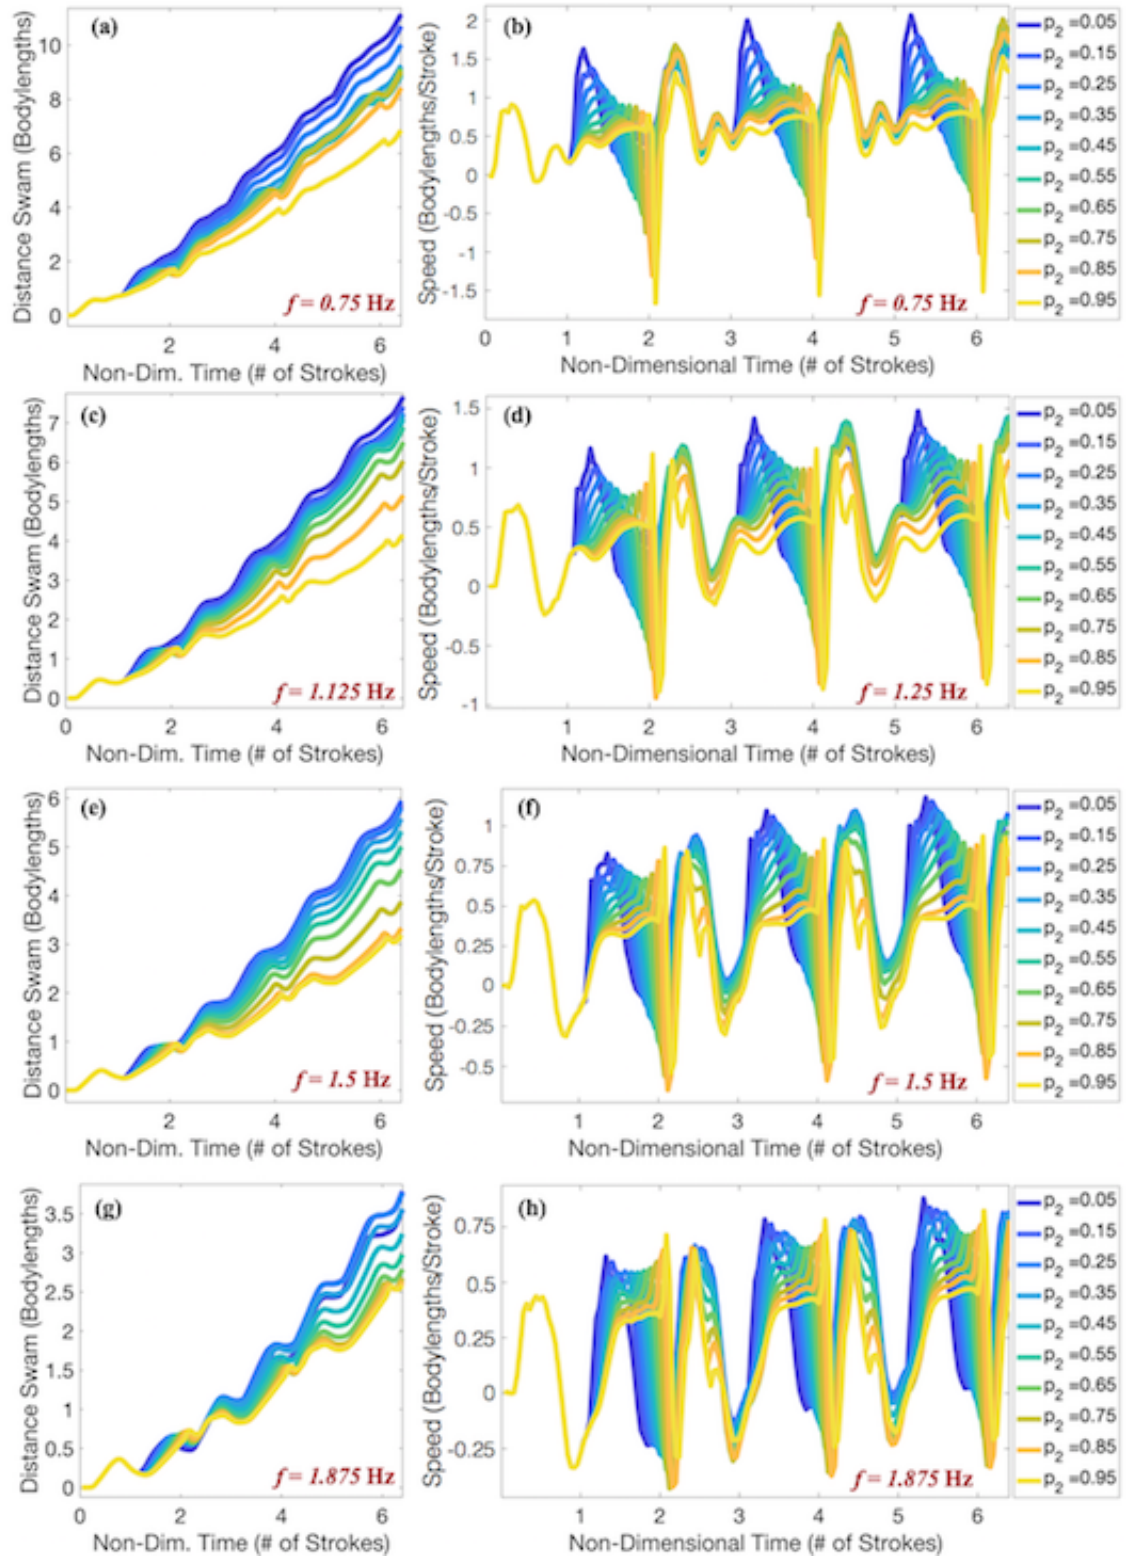 (a)
Distance Swam (Bodylengths)
10
8
6
4
2
0
2
4
6
f = 0.75 Hz
Non-Dim. Time (# of Strokes)
(b)
Speed (Bodylengths/Stroke)
2
1.5
1
0.5
0
-0.5
-1
-1.5
0
1
2
3
4
5
6
f = 0.75 Hz
Non-Dimensional Time (# of Strokes)
p2 =0.05
p2 =0.15
p2 =0.25
p2 =0.35
p2 =0.45
p2 =0.55
p2 =0.65
p2 =0.75
p2 =0.85
p2 =0.95
(c)
Distance Swam (Bodylengths)
7
6
5
4
3
2
1
0
0
2
4
6
f = 1.125 Hz
Non-Dim. Time (# of Strokes)
(d)
Speed (Bodylengths/Stroke)
1.5
1
0.5
0
-0.5
-1
1
2
3
4
5
6
f = 1.25 Hz
Non-Dimensional Time (# of Strokes)
p2 =0.05
p2 =0.15
p2 =0.25
p2 =0.35
p2 =0.45
p2 =0.55
p2 =0.65
p2 =0.75
p2 =0.85
p2 =0.95
(e)
Distance Swam (Bodylengths)
6
5
4
3
2
1
0
2
4
6
f = 1.5 Hz
Non-Dim. Time (# of Strokes)
(f)
Speed (Bodylengths/Stroke)
1
0.75
0.5
0.25
0
-0.25
-0.5
1
2
3
4
5
6
f = 1.5 Hz
Non-Dimensional Time (# of Strokes)
p2 =0.05
p2 =0.15
p2 =0.25
p2 =0.35
p2 =0.45
p2 =0.55
p2 =0.65
p2 =0.75
p2 =0.85
p2 =0.95
(g)
Distance Swam (Bodylengths)
3.5
3
2.5
2
1.5
1
0.5
0
0
2
4
6
f = 1.875 Hz
Non-Dim. Time (# of Strokes)
(h)
Speed (Bodylengths/Stroke)
0.75
0.5
0.25
0
-0.25
1
2
3
4
5
6
f = 1.875 Hz
Non-Dimensional Time (# of Strokes)
p2 =0.05
p2 =0.15
p2 =0.25
p2 =0.35
p2 =0.45
p2 =0.55
p2 =0.65
p2 =0.75
p2 =0.85
p2 =0.95